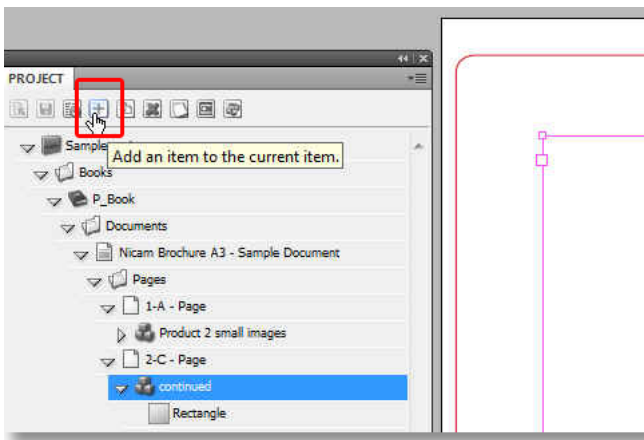 PROJECT
Sample
Add an item to the current item.
Books
P_Book
Documents
Nicam Brochure A3 - Sample Document
Pages
1-A - Page
Product 2 small images
2-C - Page
continued
Rectangle